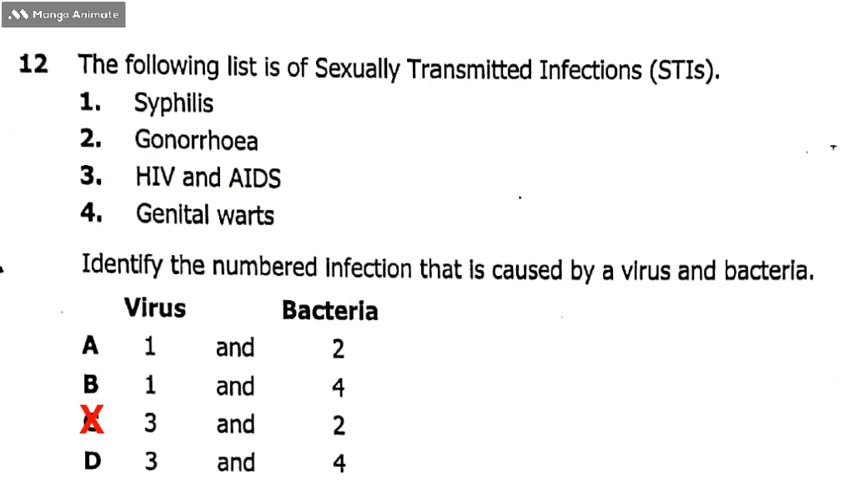 Manga Animate
12 The following list is of Sexually Transmitted Infections (STIs).
1. Syphilis
2. Gonorrhoea
3. HIV and AIDS
4. Genital warts
Identify the numbered infection that is caused by a virus and bacteria.
Virus Bacteria
A 1 and 2
B 1 and 4
X 3 and 2
D 3 and 4